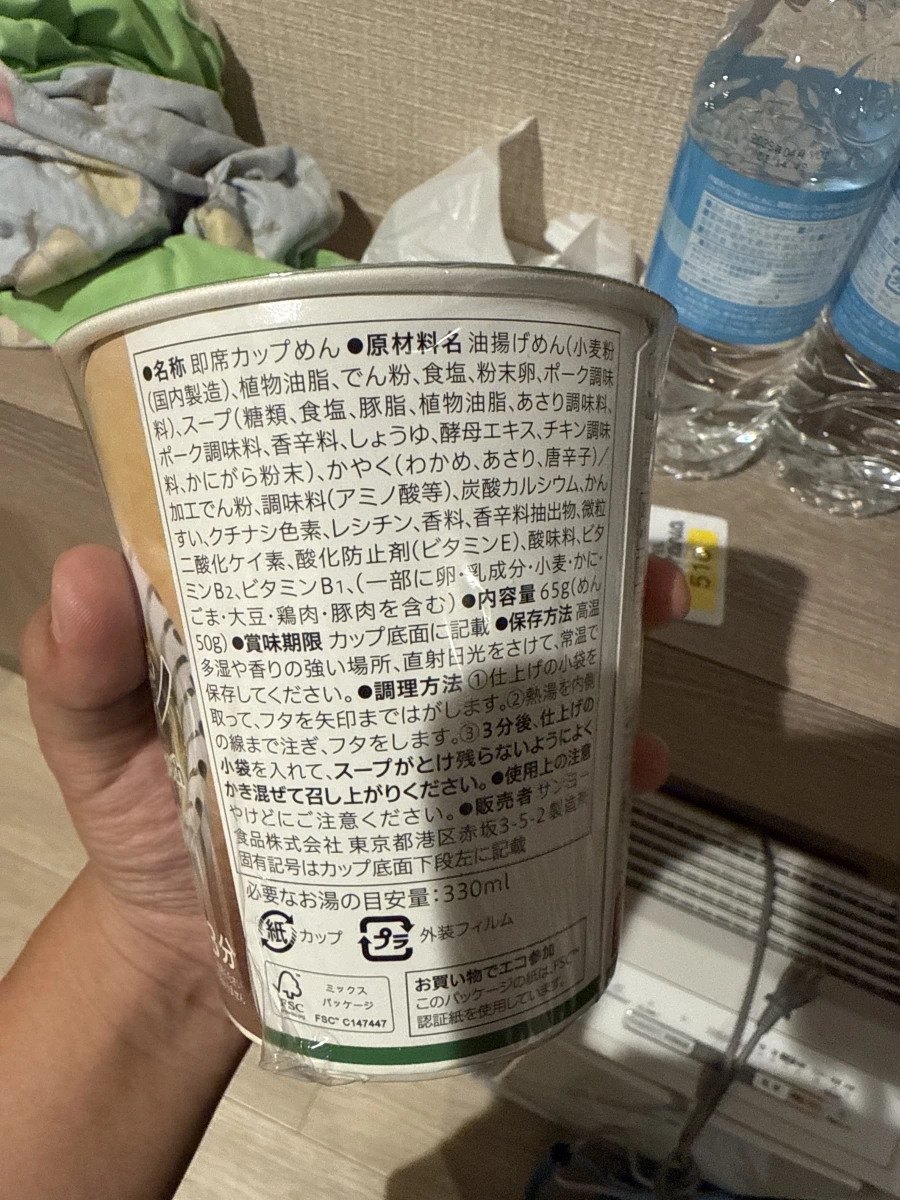 ●名称 即席カップめん ●原材料名 油揚げめん(小麦粉
(国内製造)、植物油脂、でん粉、食塩、粉末卵、ポーク調味
料)、スープ(糖類、食塩、豚脂、植物油脂、あさり調味料、
ポーク調味料、香辛料、しょうゆ、酵母エキス、チキン調味
料、かにがら粉末)、かやく(わかめ、あさり、唐辛子)/
加工でん粉、調味料(アミノ酸等)、炭酸カルシウム、かん
すい、クチナシ色素、レシチン、香料、香辛料抽出物、微粒
二酸化ケイ素、酸化防止剤(ビタミンE)、酸味料、ビタ
ミンB₂、ビタミンB₁、(一部に卵・乳成分・小麦・かに・
ごま・大豆・鶏肉・豚肉を含む) ●内容量 65g(めん
50g) ●賞味期限 カップ底面に記載 ●保存方法 高温
多湿や香りの強い場所、直射日光をさけて、常温で
保存してください。 ●調理方法 ①仕上げの小袋を
取って、フタを矢印まではがします。②熱湯を内側
の線まで注ぎ、フタをします。③3分後、仕上げの
小袋を入れて、スープがとけ残らないようによく
かき混ぜて召し上がりください。●使用上の注意
やけどにご注意ください。●販売者 サンヨー
食品株式会社 東京都港区赤坂3-5-2 製造所
固有記号はカップ底面下段左に記載
必要なお湯の目安量：330ml
紙 カップ プラ 外装フィルム
FSC
ミックス
パッケージ
FSC™ C147447
お買い物でエコ参加
このパッケージの紙は、FSC™
認証紙を使用しています。
分
510